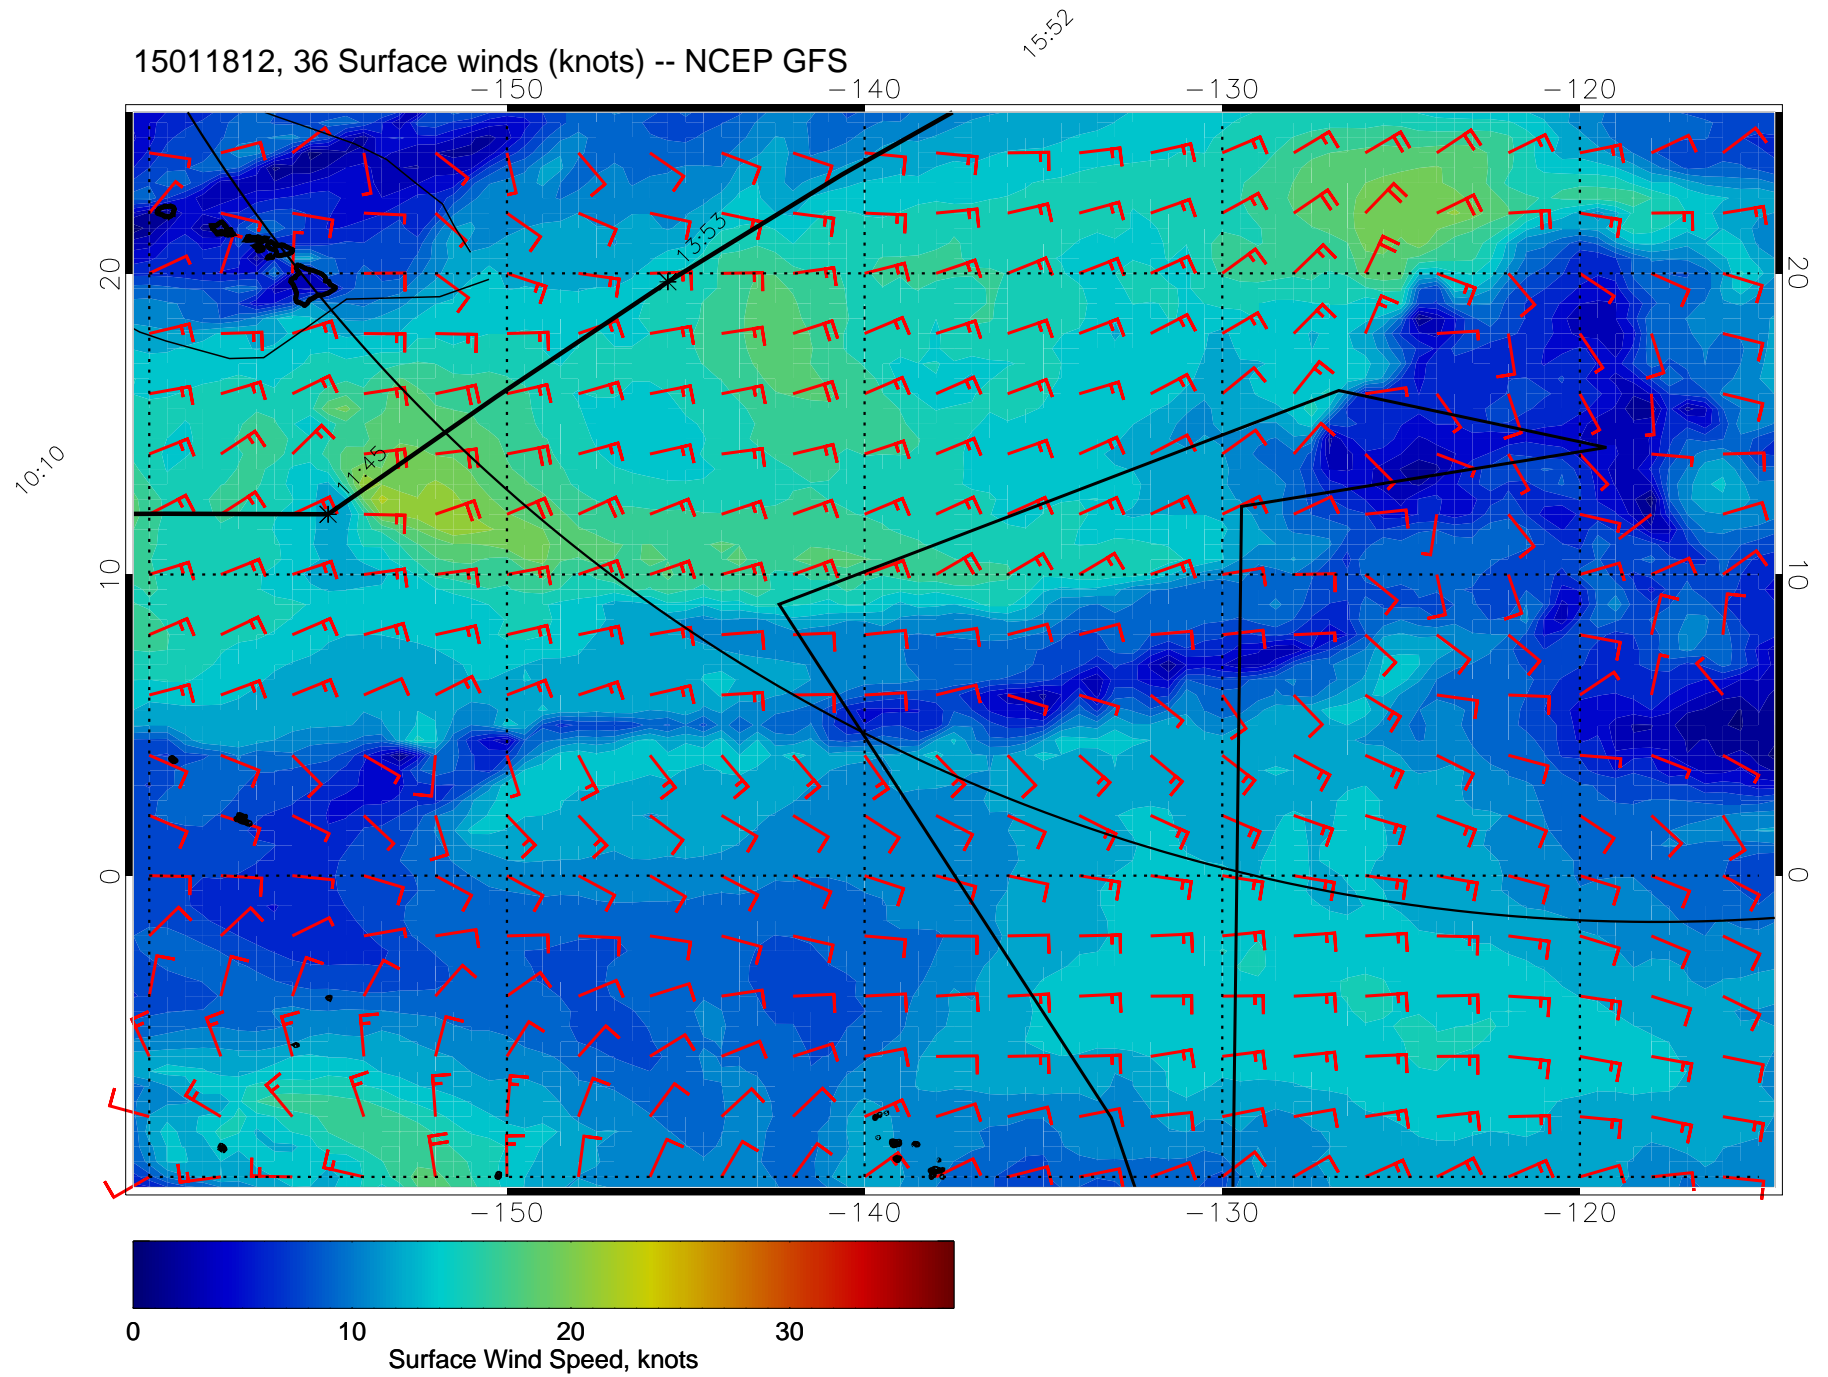 15:52
15011812, 36 Surface winds (knots) -- NCEP GFS
-150 -140 -130 -120
13:53
20 20
11:45
10:10
10 10
0 0
-150 -140 -130 -120
0 10 20 30
Surface Wind Speed, knots